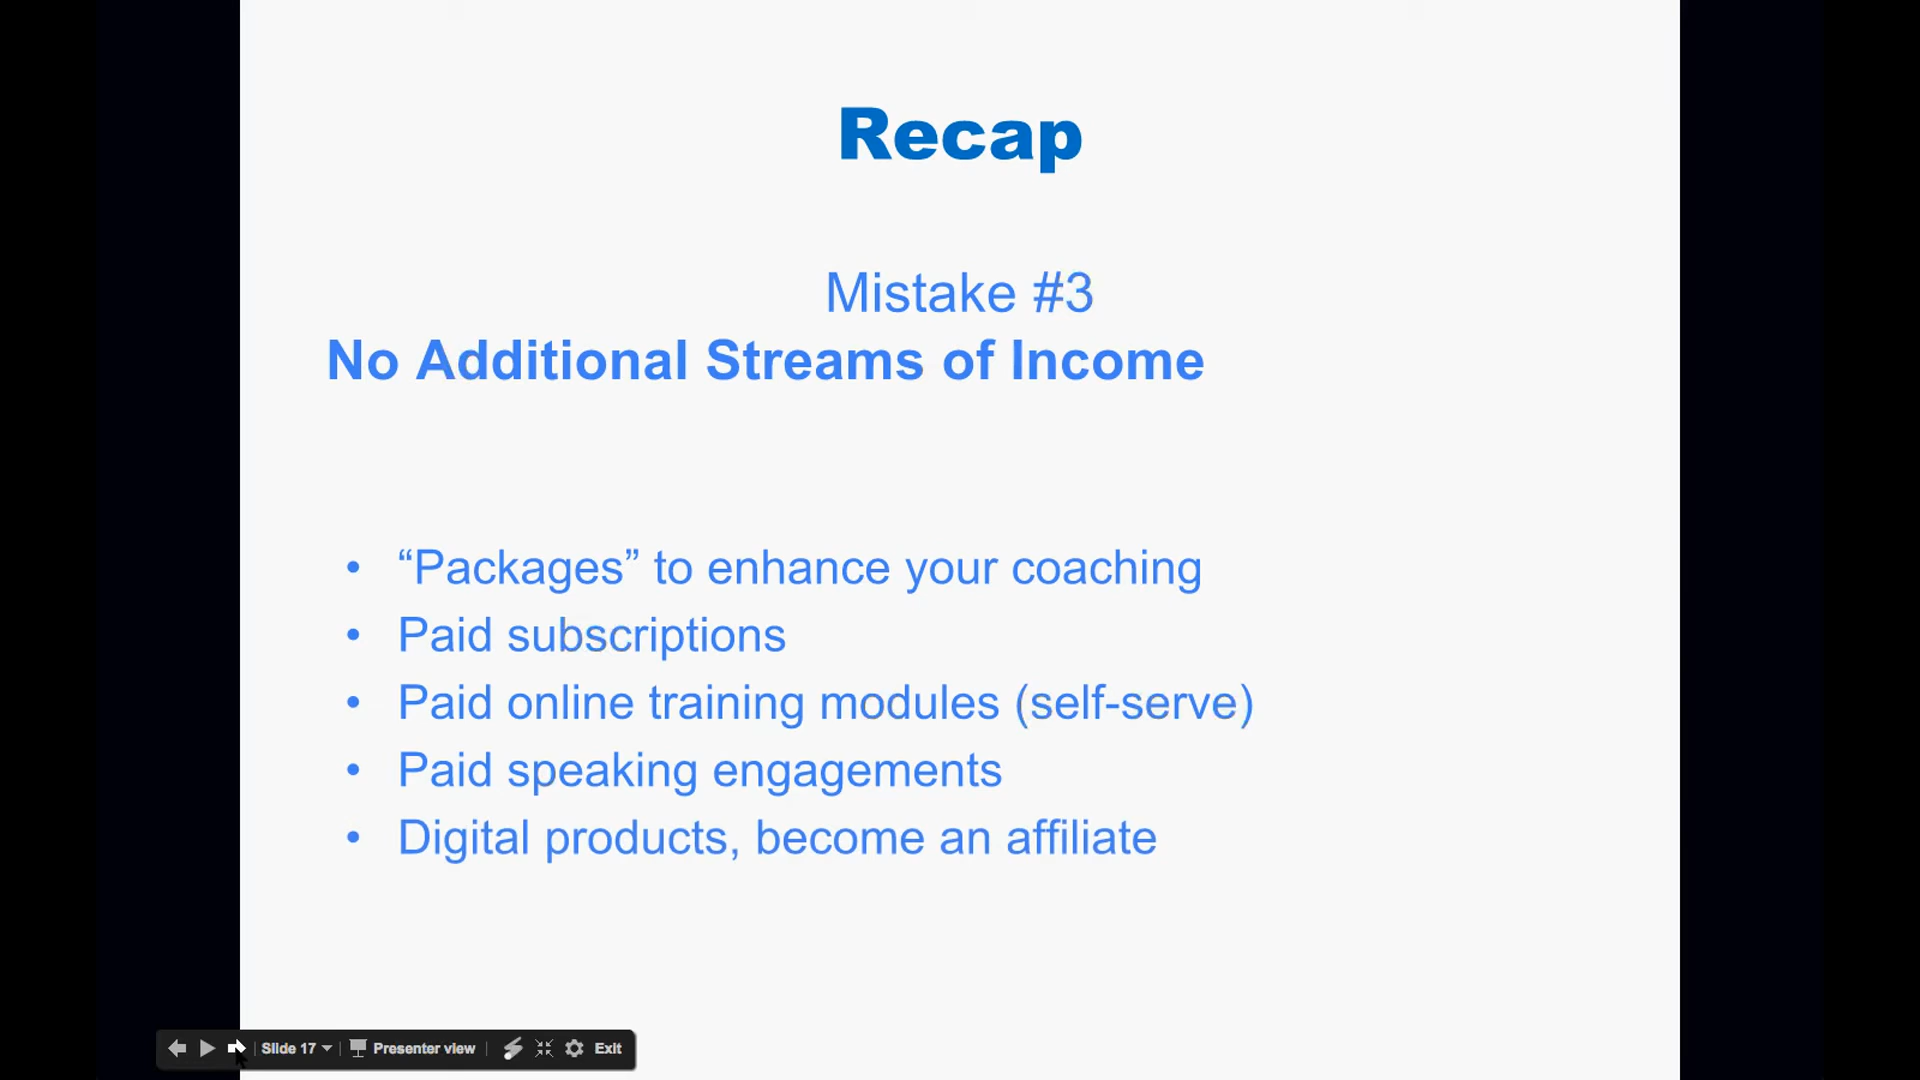 Recap
Mistake #3
No Additional Streams of Income
• “Packages” to enhance your coaching
• Paid subscriptions
• Paid online training modules (self-serve)
• Paid speaking engagements
• Digital products, become an affiliate
Slide 17 Presenter view Exit